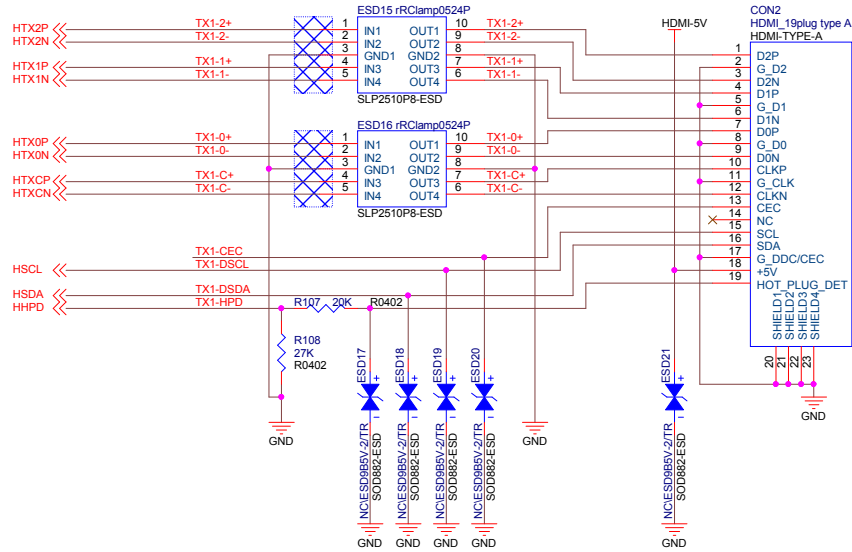 ESD15 rRClamp0524P
HTX2P TX1-2+ 1 IN1 OUT1 10 TX1-2+
HTX2N TX1-2- 2 IN2 OUT2 9 TX1-2-
3 GND1 GND2 8
HTX1P TX1-1+ 4 IN3 OUT3 7 TX1-1+
HTX1N TX1-1- 5 IN4 OUT4 6 TX1-1-
SLP2510P8-ESD
ESD16 rRClamp0524P
HTX0P TX1-0+ 1 IN1 OUT1 10 TX1-0+
HTX0N TX1-0- 2 IN2 OUT2 9 TX1-0-
3 GND1 GND2 8
HTXCP TX1-C+ 4 IN3 OUT3 7 TX1-C+
HTXCN TX1-C- 5 IN4 OUT4 6 TX1-C-
SLP2510P8-ESD
TX1-CEC
HSCL TX1-DSCL
HSDA TX1-DSDA
HHPD TX1-HPD
R107 20K R0402
R108
27K
R0402
GND
ESD17 + -
NC\ESD9B5V-2/TR
SOD882-ESD
GND
ESD18 + -
NC\ESD9B5V-2/TR
SOD882-ESD
GND
ESD19 + -
NC\ESD9B5V-2/TR
SOD882-ESD
GND
ESD20 + -
NC\ESD9B5V-2/TR
SOD882-ESD
GND
GND
HDMI-5V
ESD21 + -
NC\ESD9B5V-2/TR
SOD882-ESD
GND
CON2
HDMI_19plug type A
HDMI-TYPE-A
1 D2P
2 G_D2
3 D2N
4 D1P
5 G_D1
6 D1N
7 D0P
8 G_D0
9 D0N
10 CLKP
11 G_CLK
12 CLKN
13 CEC
14 NC
15 SCL
16 SDA
17 G_DDC/CEC
18 +5V
19 HOT_PLUG_DET
SHIELD1 20
SHIELD2 21
SHIELD3 22
SHIELD4 23
GND